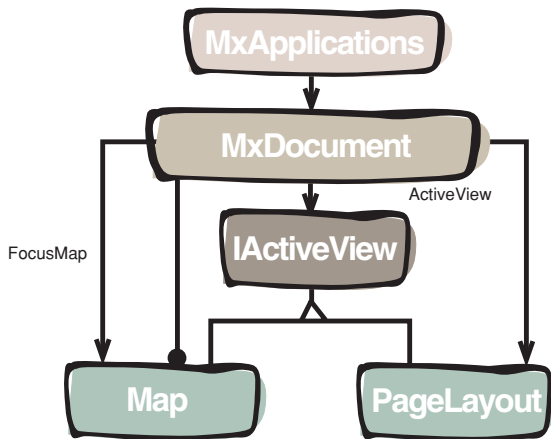 MxApplications
MxDocument
ActiveView
FocusMap
IActiveView
Map
PageLayout